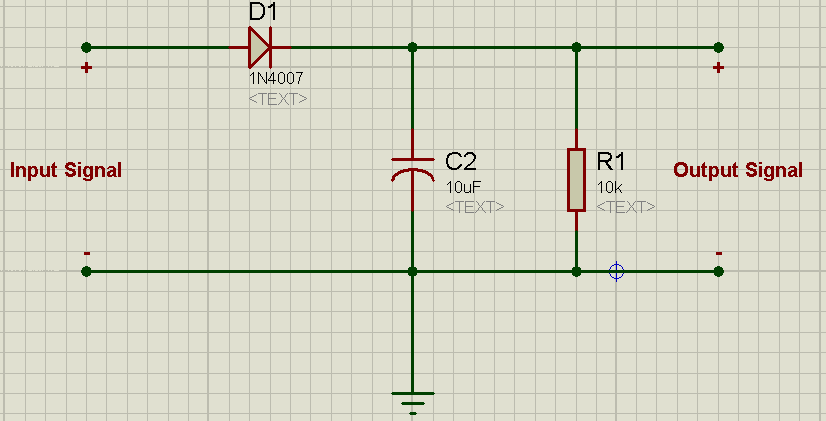 D1
1N4007
<TEXT>
+
+
Input Signal
C2
10uF
<TEXT>
R1
10k
<TEXT>
Output Signal
-
-